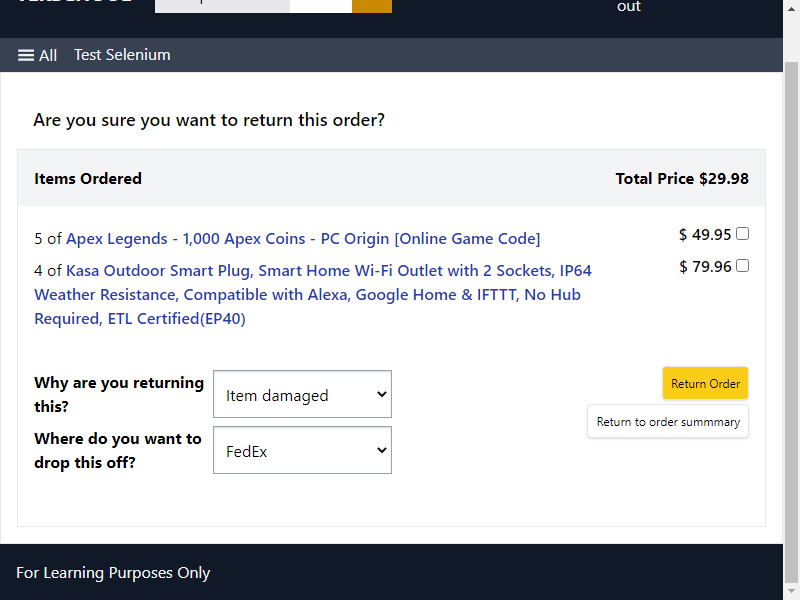 out
All Test Selenium
Are you sure you want to return this order?
Items Ordered Total Price $29.98
5 of Apex Legends - 1,000 Apex Coins - PC Origin [Online Game Code] $ 49.95
4 of Kasa Outdoor Smart Plug, Smart Home Wi-Fi Outlet with 2 Sockets, IP64 $ 79.96
Weather Resistance, Compatible with Alexa, Google Home & IFTTT, No Hub
Required, ETL Certified(EP40)
Why are you returning
this?
Item damaged
Return Order
Return to order summmary
Where do you want to
drop this off?
FedEx
For Learning Purposes Only